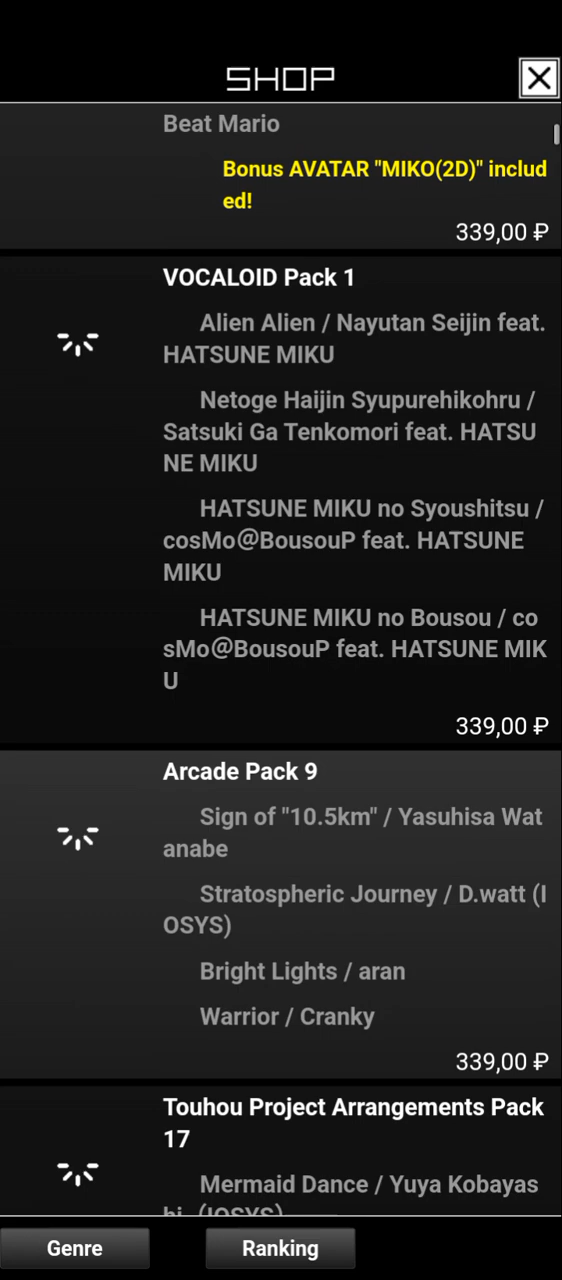 SHOP
Beat Mario
Bonus AVATAR "MIKO(2D)" includ
ed!
339,00 ₽
VOCALOID Pack 1
Alien Alien / Nayutan Seijin feat.
HATSUNE MIKU
Netoge Haijin Syupurehikohru /
Satsuki Ga Tenkomori feat. HATSU
NE MIKU
HATSUNE MIKU no Syoushitsu /
cosMo＠BousouP feat. HATSUNE
MIKU
HATSUNE MIKU no Bousou / co
sMo＠BousouP feat. HATSUNE MIK
U
339,00 ₽
Arcade Pack 9
Sign of "10.5km" / Yasuhisa Wat
anabe
Stratospheric Journey / D.watt (I
OSYS)
Bright Lights / aran
Warrior / Cranky
339,00 ₽
Touhou Project Arrangements Pack
17
Mermaid Dance / Yuya Kobayas
hi (IOSYS)
Genre
Ranking